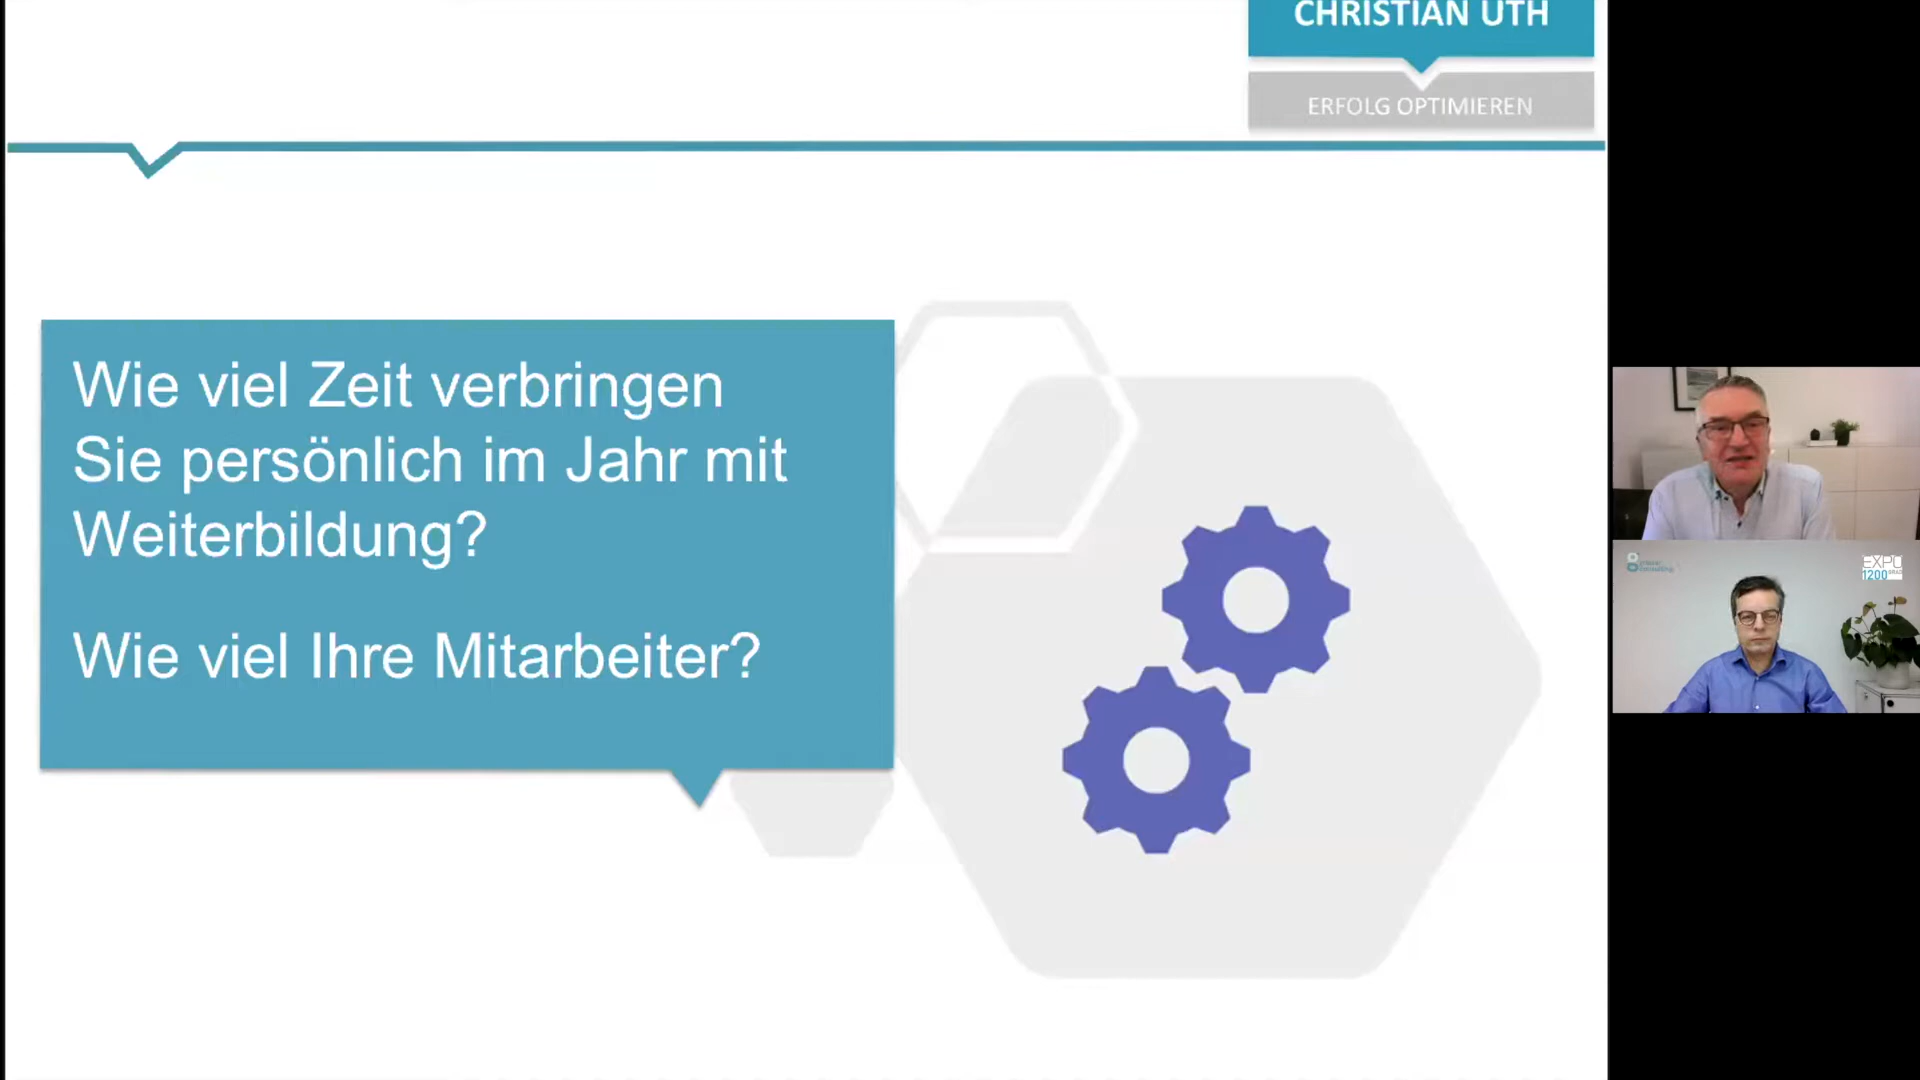 CHRISTIAN UTH
ERFOLG OPTIMIEREN
Wie viel Zeit verbringen
Sie persönlich im Jahr mit
Weiterbildung?
Wie viel Ihre Mitarbeiter?
EXPO
1200